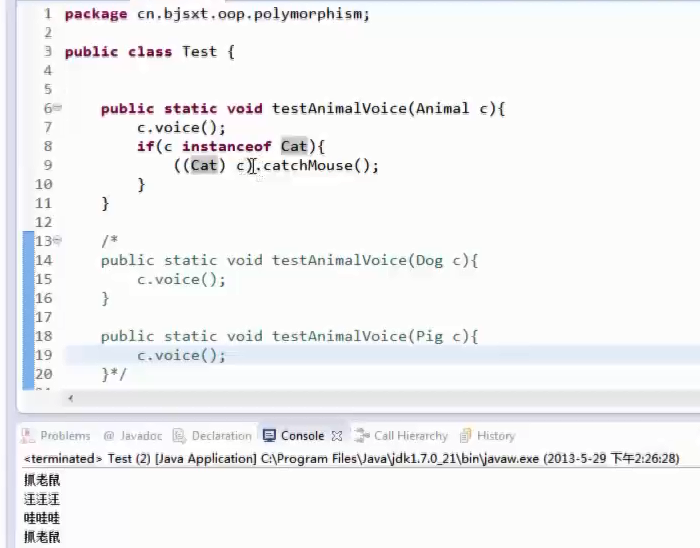 1 package cn.bjsxt.oop.polymorphism;
2
3 public class Test {
4
5
6 public static void testAnimalVoice(Animal c){
7 c.voice();
8 if(c instanceof Cat){
9 ((Cat) c).catchMouse();
10 }
11 }
12
13 /*
14 public static void testAnimalVoice(Dog c){
15 c.voice();
16 }
17
18 public static void testAnimalVoice(Pig c){
19 c.voice();
20 }*/
Problems @ Javadoc Declaration Console Call Hierarchy History
<terminated> Test (2) [Java Application] C:\Program Files\Java\jdk1.7.0_21\bin\javaw.exe (2013-5-29 下午2:26:28)
抓老鼠
汪汪汪
哇哇哇
抓老鼠